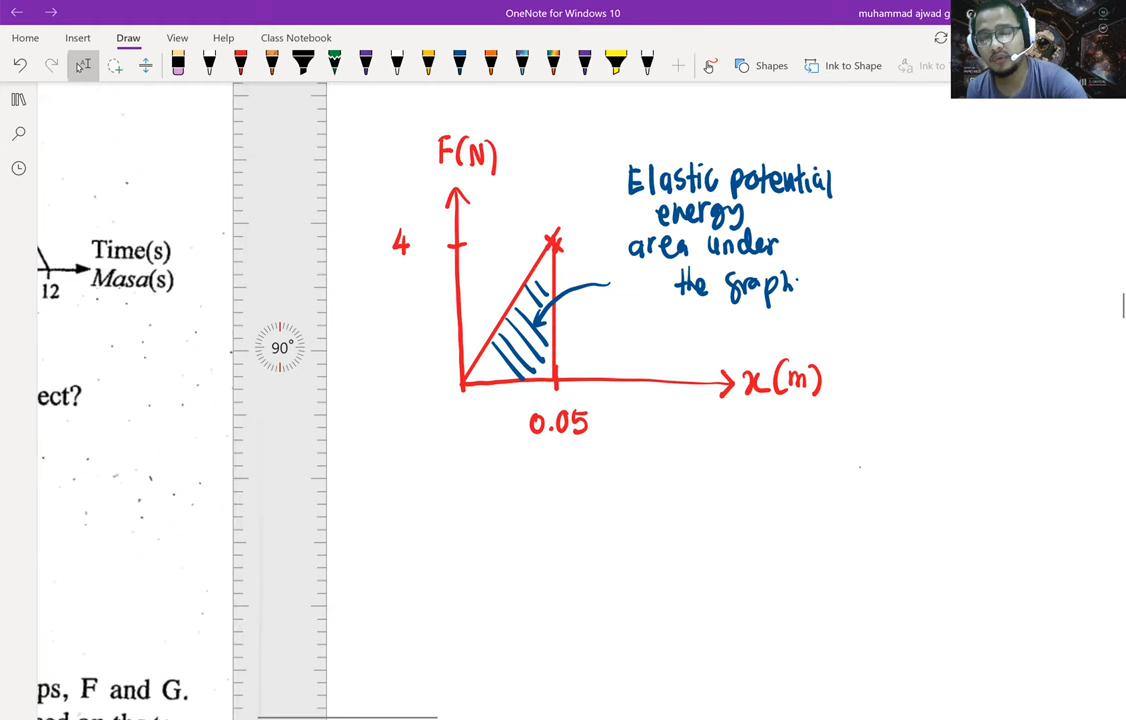 OneNote for Windows 10
muhammad ajwad g
Home
Insert
Draw
View
Help
Class Notebook
Shapes
Ink to Shape
Ink to
Time(s)
Masa(s)
12
ect?
ps, F and G.
90°
F(N)
4
Elastic potential
energy
area under
the graph.
x(m)
0.05